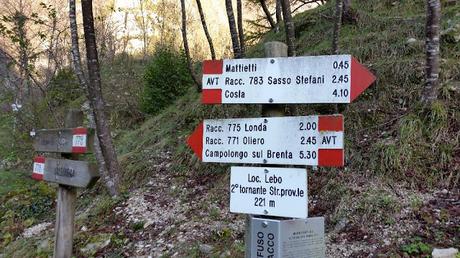 Mattietti 0.45
AVT Racc. 783 Sasso Stefani 2.45
Costa 4.10
Racc. 775 Londa 2.00
Racc. 771 Oliero 2.45 AVT
Campolongo sul Brenta 5.30
Loc. Lebo
2° tornante Str.prov.le
221 m